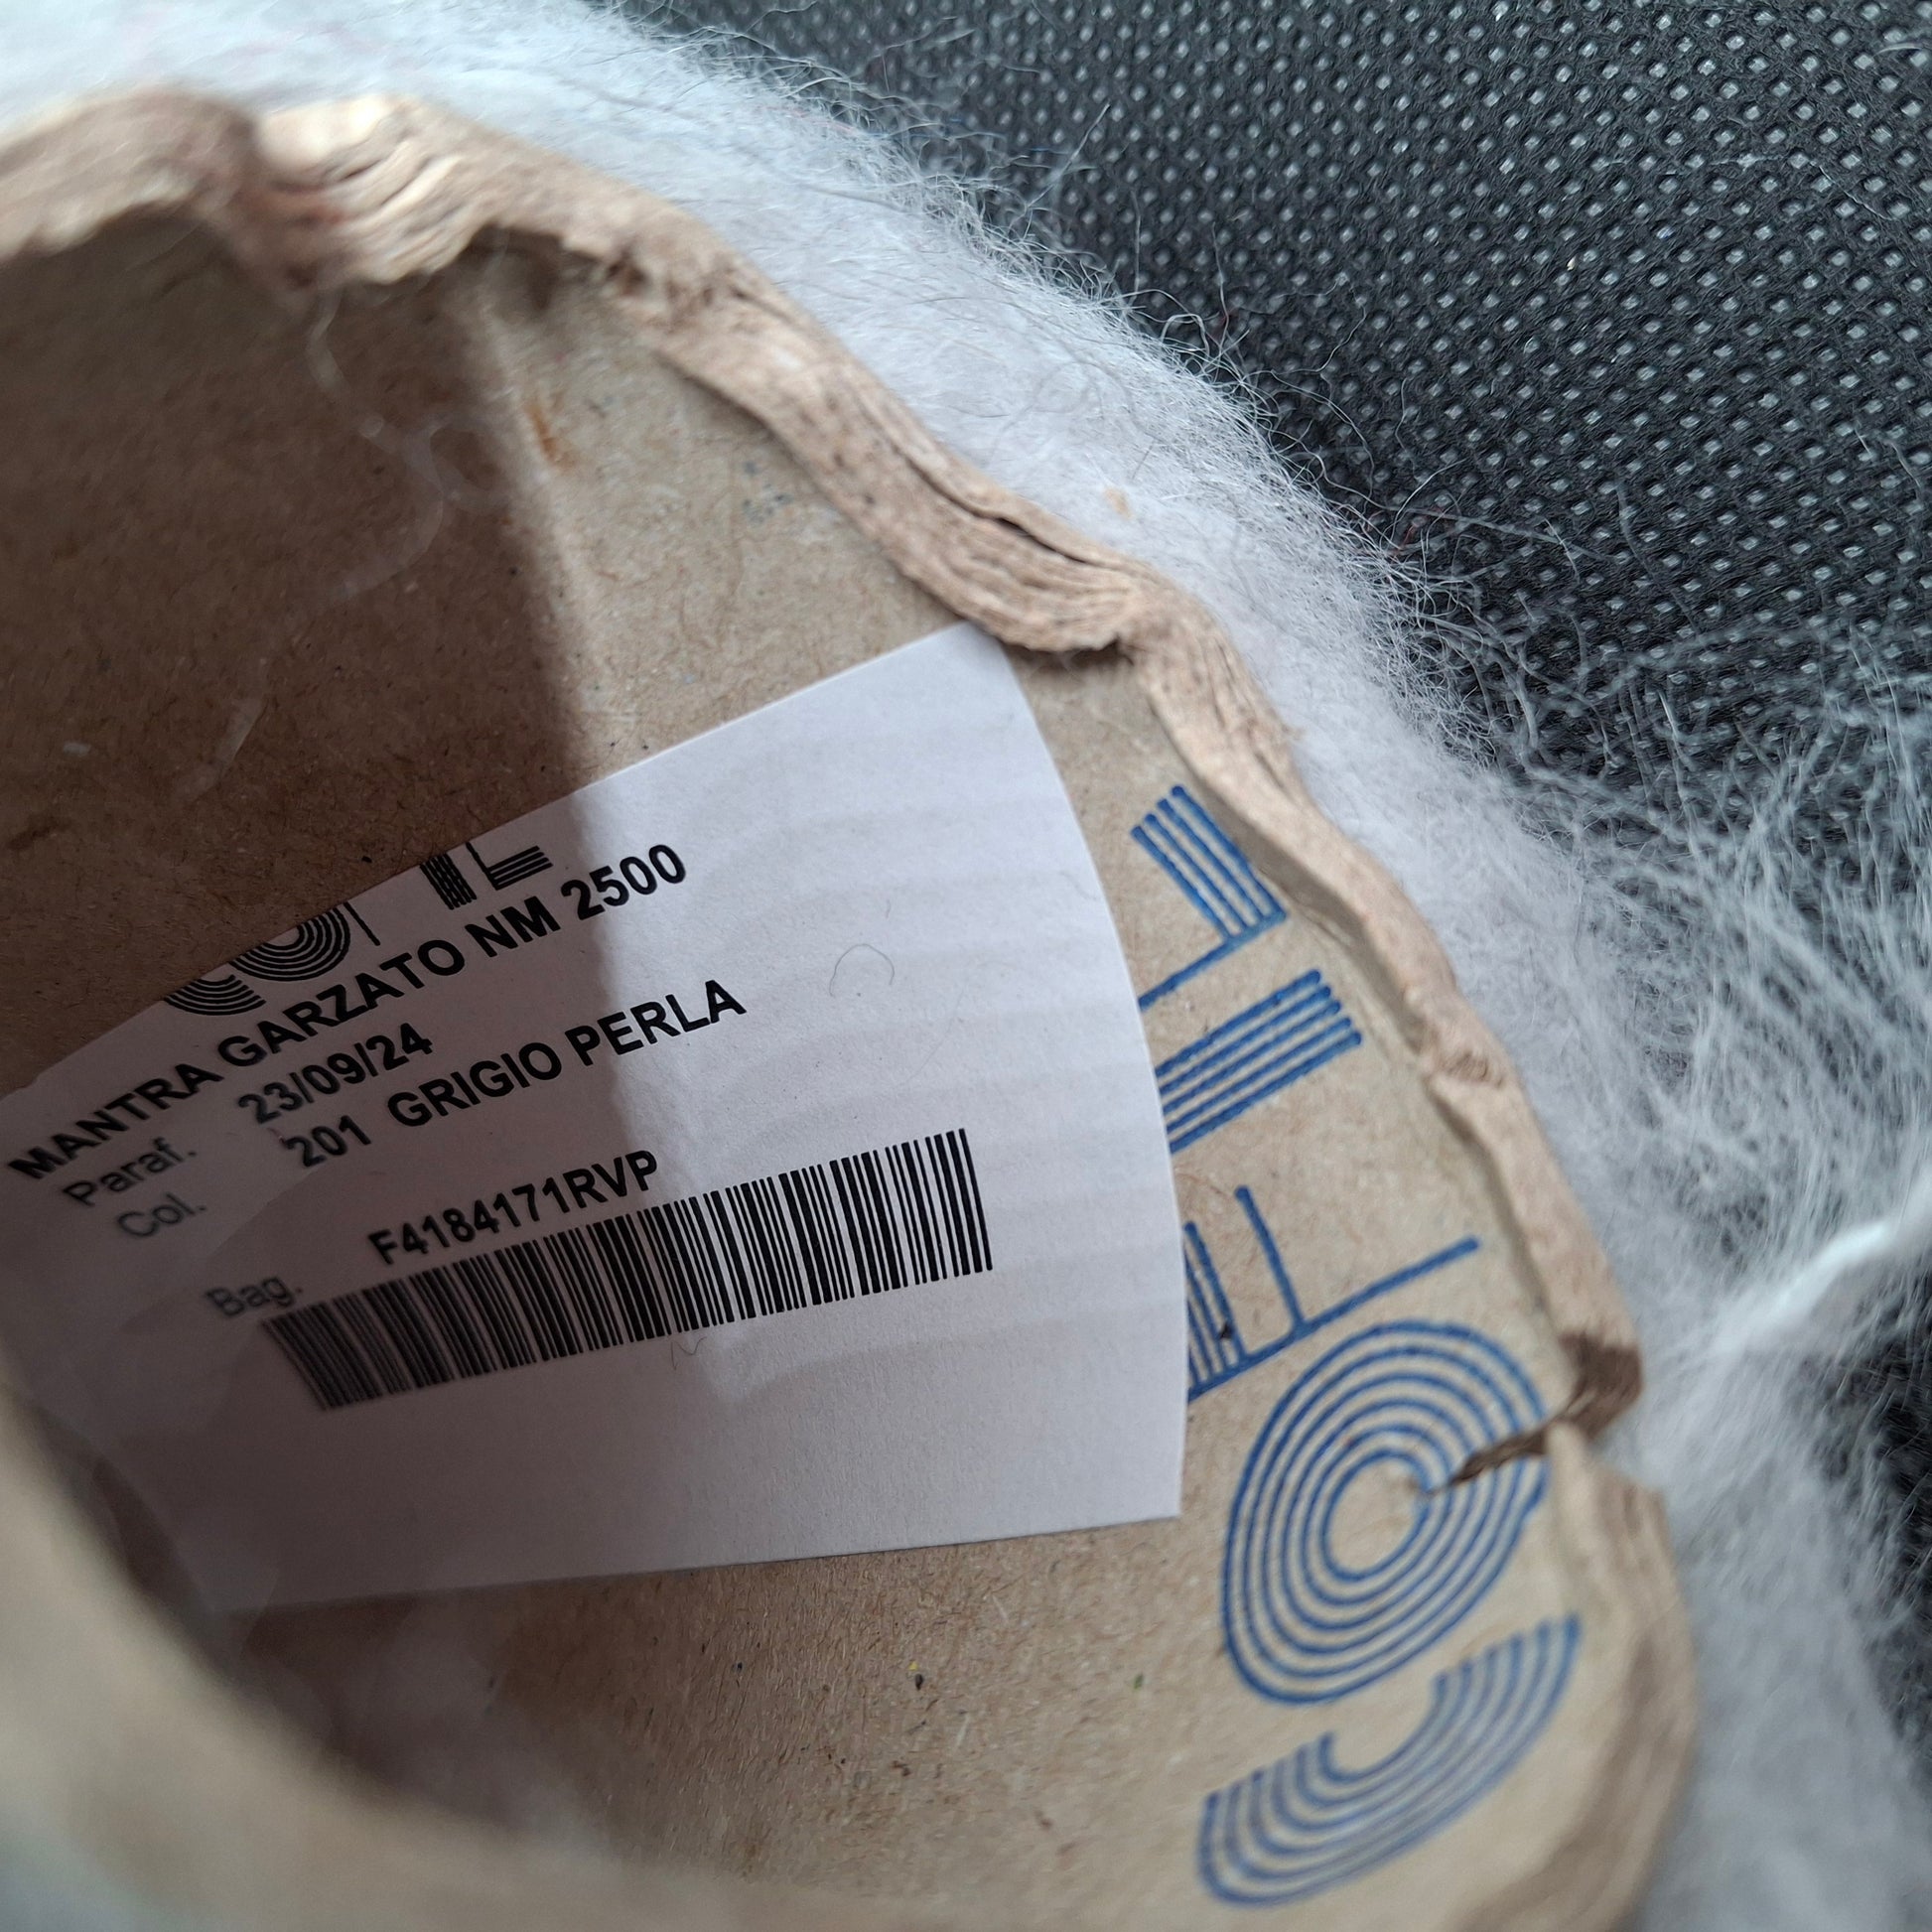 MANTRA GARZATO NM 2500
Paraf. 23/09/24
Col. 201 GRIGIO PERLA
Bag. F4184171RVP